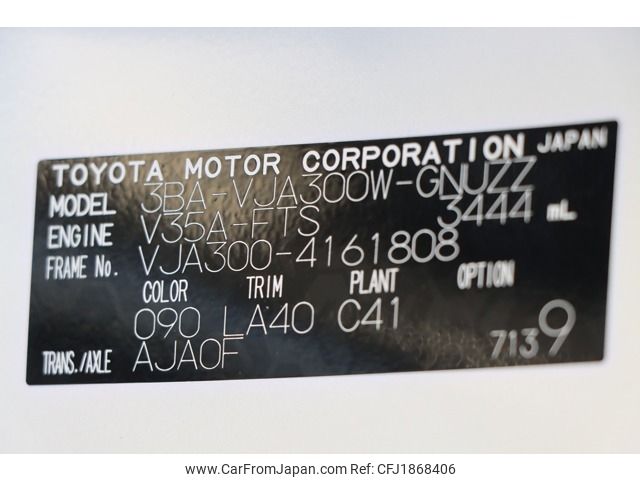 TOYOTA MOTOR CORPORATION JAPAN
MODEL 3BA-VJA300W-GNUZZ
ENGINE V35A-FTS 3444 mL
FRAME No. VJA300-4161808
COLOR TRIM PLANT OPTION
090 LA40 C41
TRANS./AXLE AJA0F 7139
© www.CarFromJapan.com - CFJ1868406